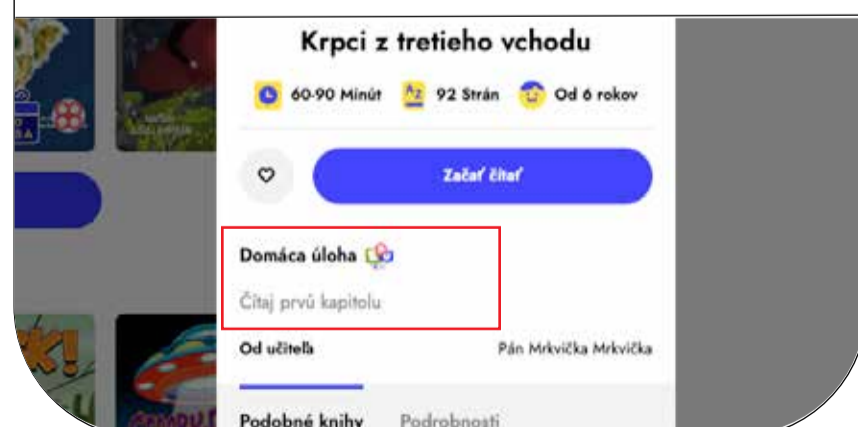 Krpci z tretieho vchodu
60-90 Minút 92 Strán Od 6 rokov
Začať čítať
Domáca úloha
Čítaj prvú kapitolu
Od učiteľa Pán Mrkvička Mrkvička
Podobné knihy Podrobnosti